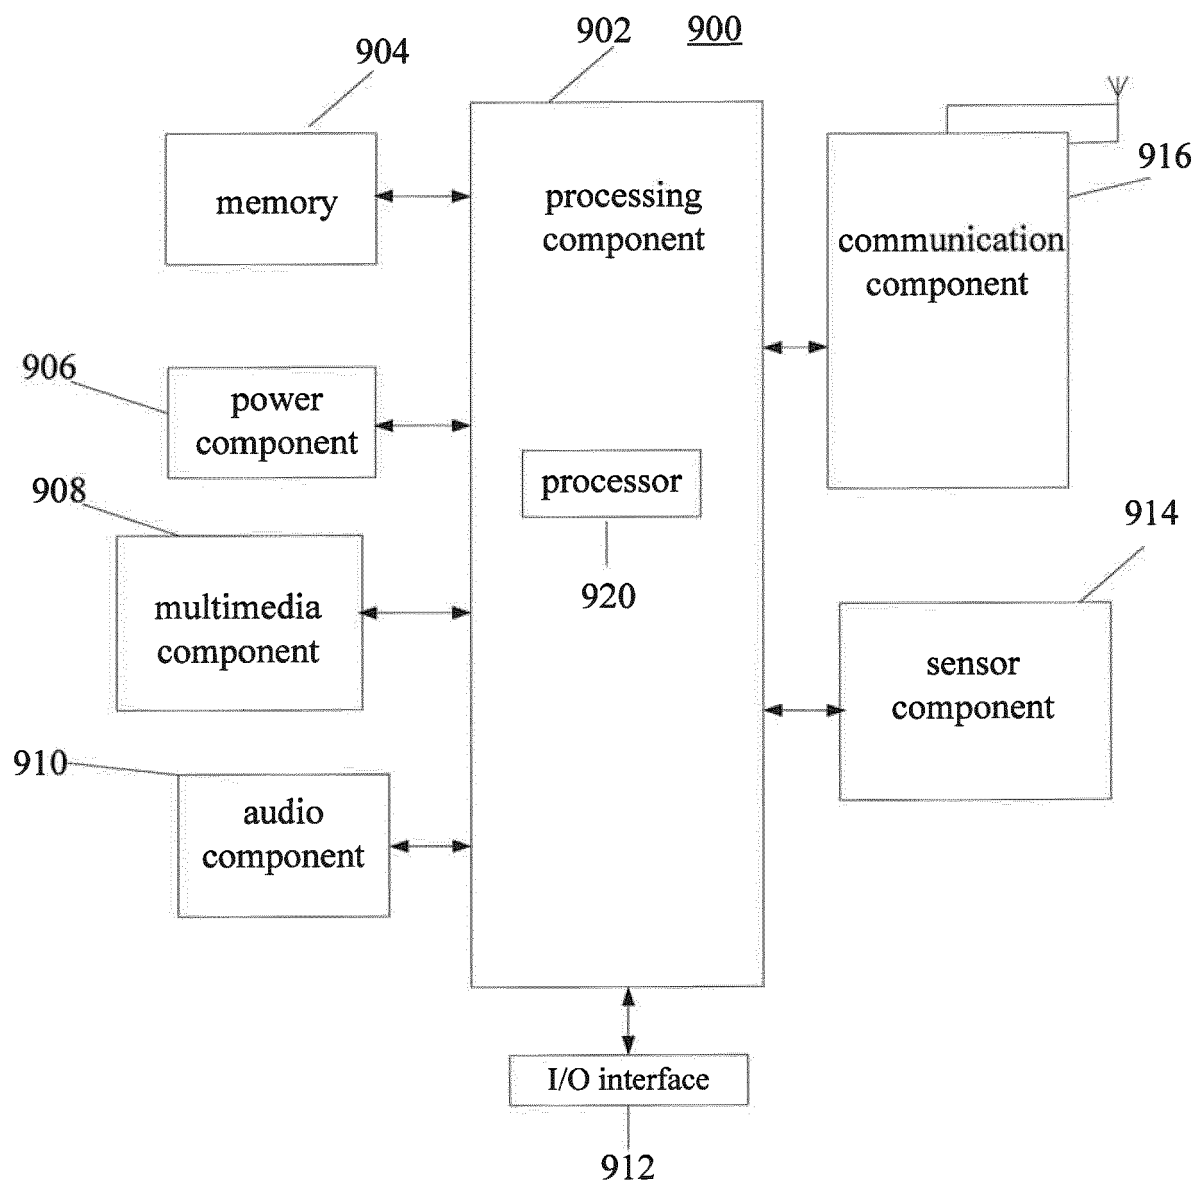 902
900
904
916
memory
processing
component
communication
component
906
power
component
908
processor
914
920
multimedia
component
sensor
component
910
audio
component
I/O interface
912